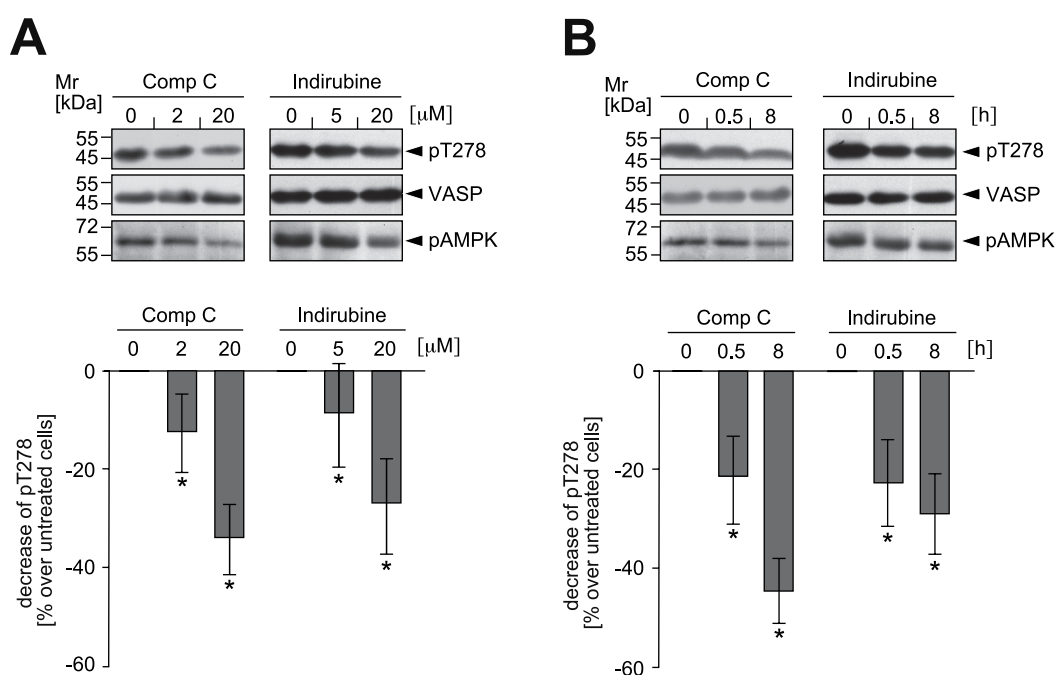 A
Mr
[kDa]
Comp C
Indirubine
0 2 20
0 5 20
[µM]
55
45
pT278
55
45
VASP
72
55
pAMPK
Comp C
Indirubine
0 2 20
0 5 20
[µM]
0
-20
-40
-60
decrease of pT278
[% over untreated cells]
*
*
*
*
B
Mr
[kDa]
Comp C
Indirubine
0 0.5 8
0 0.5 8
[h]
55
45
pT278
55
45
VASP
72
55
pAMPK
Comp C
Indirubine
0 0.5 8
0 0.5 8
[h]
0
-20
-40
-60
decrease of pT278
[% over untreated cells]
*
*
*
*